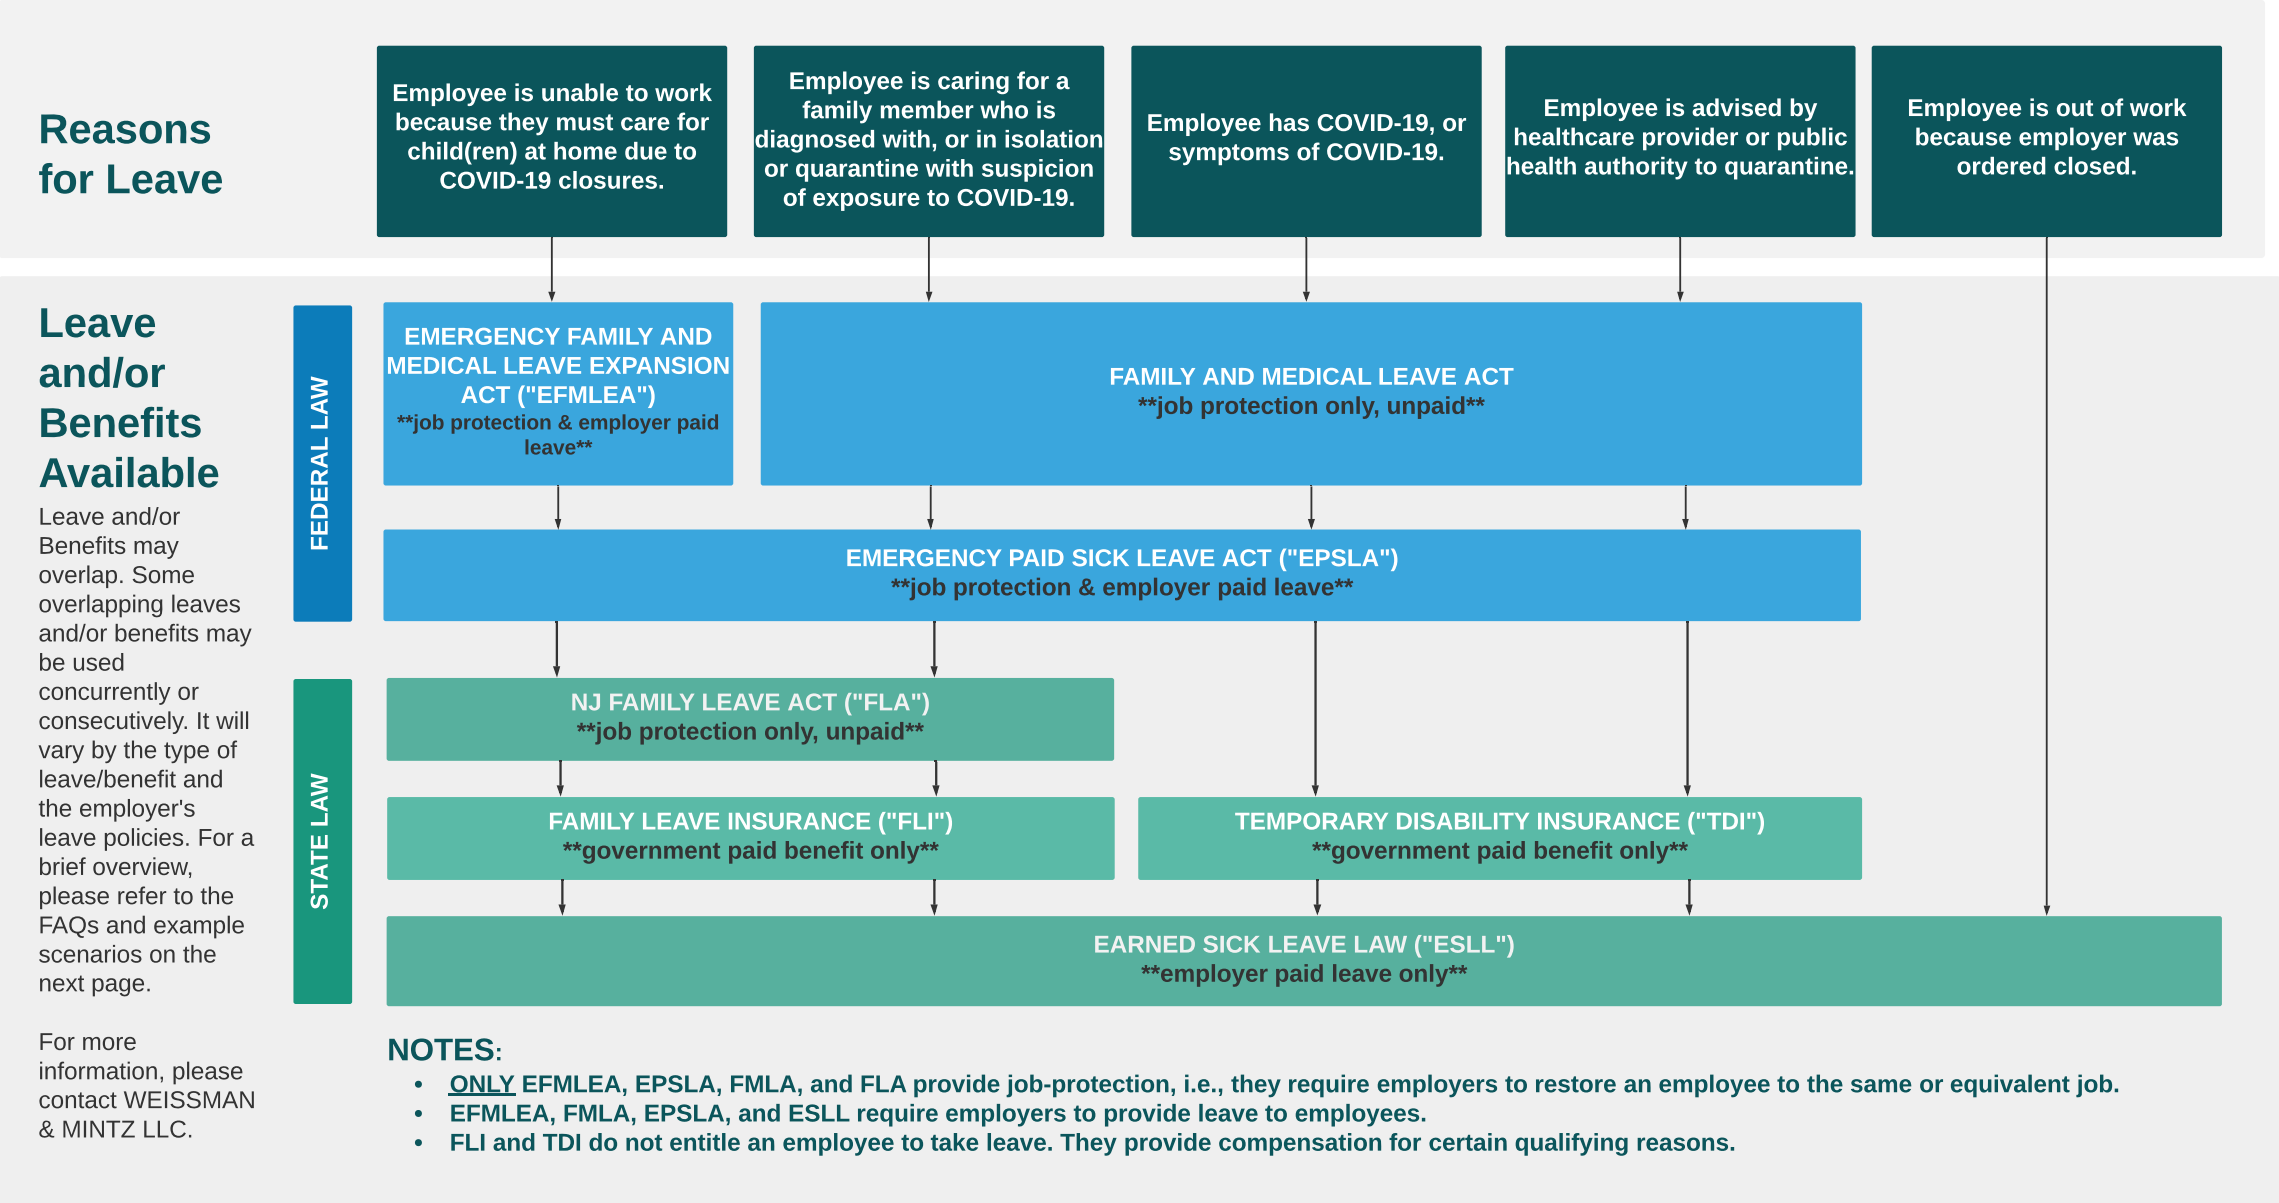 Reasons
for Leave
Employee is unable to work
because they must care for
child(ren) at home due to
COVID-19 closures.
Employee is caring for a
family member who is
diagnosed with, or in isolation
or quarantine with suspicion
of exposure to COVID-19.
Employee has COVID-19, or
symptoms of COVID-19.
Employee is advised by
healthcare provider or public
health authority to quarantine.
Employee is out of work
because employer was
ordered closed.
Leave
and/or
Benefits
Available
Leave and/or
Benefits may
overlap. Some
overlapping leaves
and/or benefits may
be used
concurrently or
consecutively. It will
vary by the type of
leave/benefit and
the employer's
leave policies. For a
brief overview,
please refer to the
FAQs and example
scenarios on the
next page.
For more
information, please
contact WEISSMAN
& MINTZ LLC.
FEDERAL LAW
EMERGENCY FAMILY AND
MEDICAL LEAVE EXPANSION
ACT ("EFMLEA")
**job protection & employer paid
leave**
FAMILY AND MEDICAL LEAVE ACT
**job protection only, unpaid**
EMERGENCY PAID SICK LEAVE ACT ("EPSLA")
**job protection & employer paid leave**
STATE LAW
NJ FAMILY LEAVE ACT ("FLA")
**job protection only, unpaid**
FAMILY LEAVE INSURANCE ("FLI")
**government paid benefit only**
TEMPORARY DISABILITY INSURANCE ("TDI")
**government paid benefit only**
EARNED SICK LEAVE LAW ("ESLL")
**employer paid leave only**
NOTES:
• ONLY EFMLEA, EPSLA, FMLA, and FLA provide job-protection, i.e., they require employers to restore an employee to the same or equivalent job.
• EFMLEA, FMLA, EPSLA, and ESLL require employers to provide leave to employees.
• FLI and TDI do not entitle an employee to take leave. They provide compensation for certain qualifying reasons.